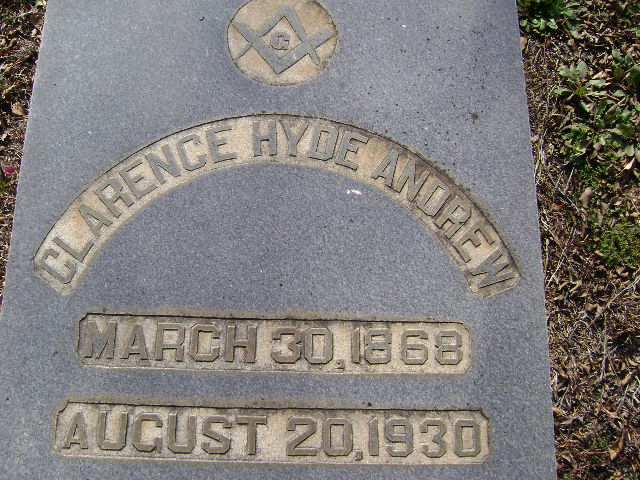 G
CLARENCE HYDE ANDREW
MARCH 30, 1868
AUGUST 20, 1930